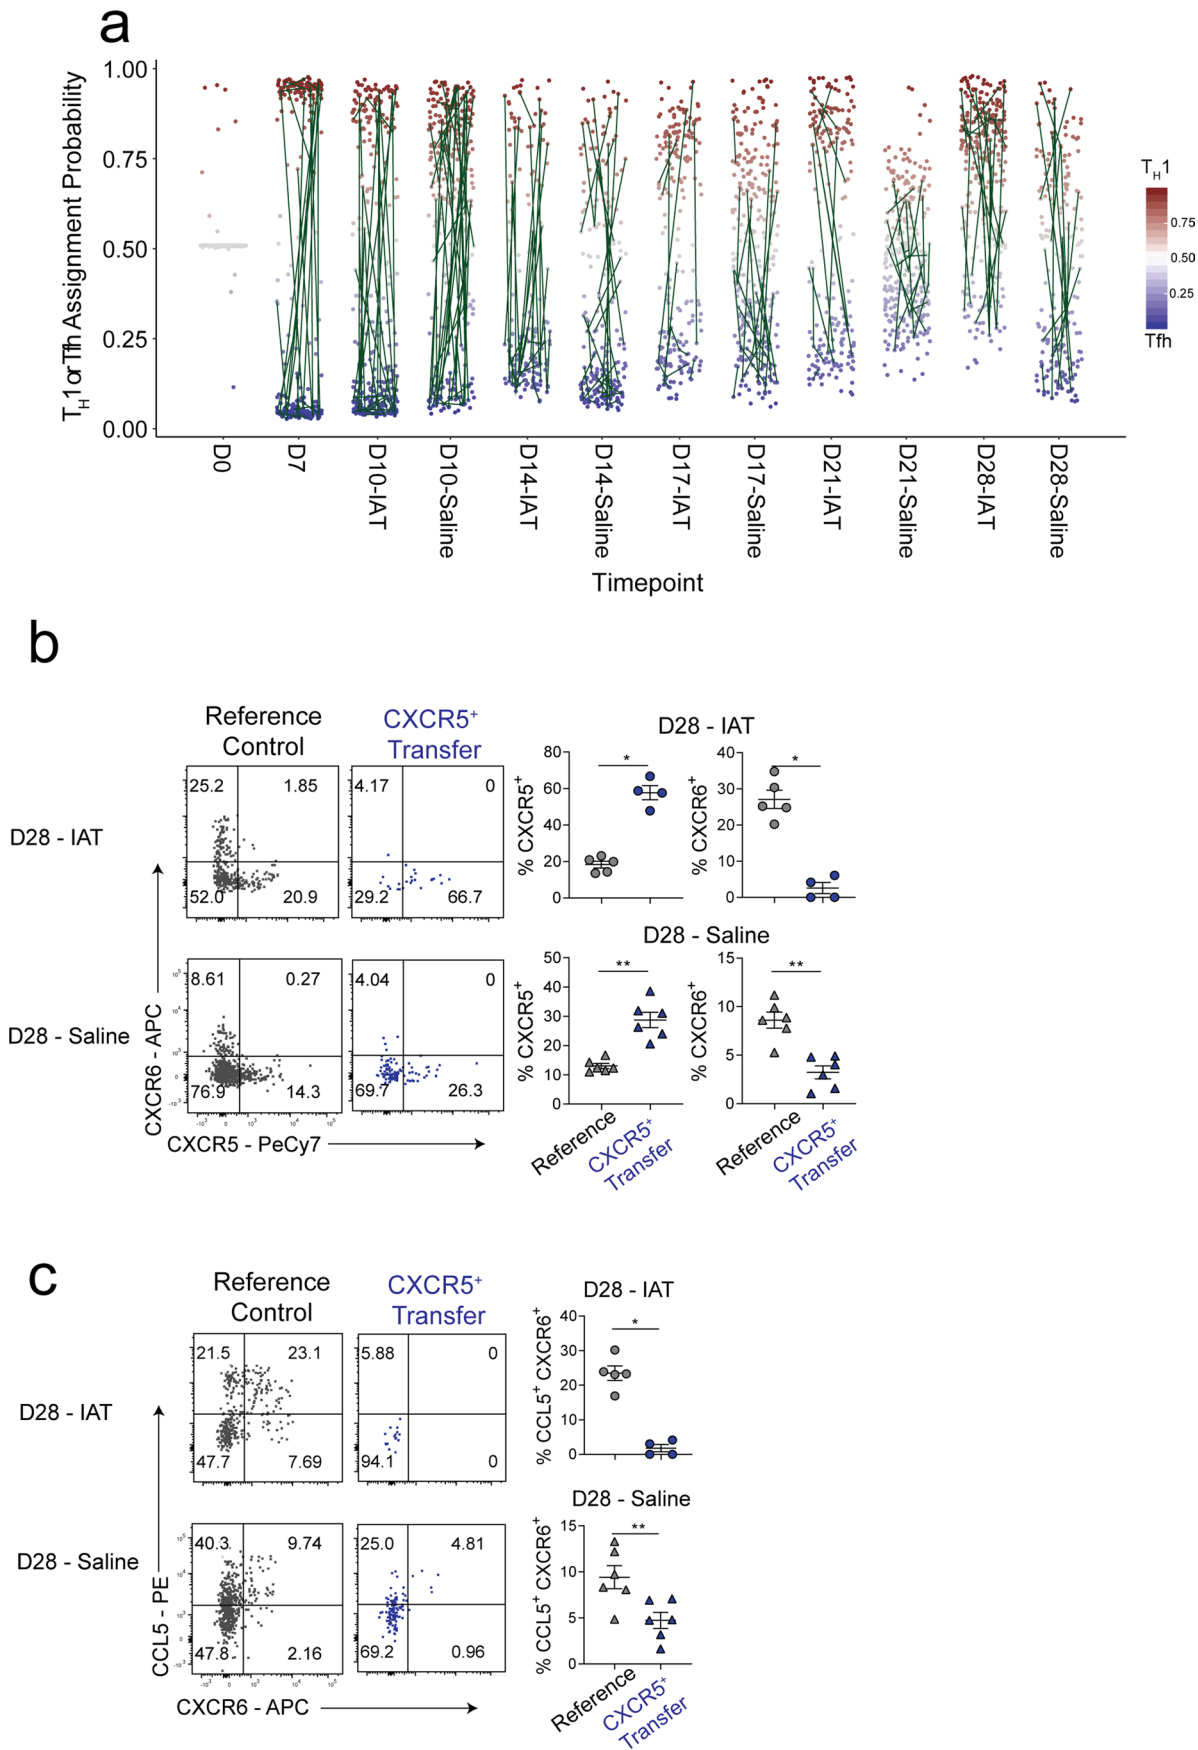 a
T_H1 or Tfh Assignment Probability
1.00
0.75
0.50
0.25
0.00
D0
D7
D10-IAT
D10-Saline
D14-IAT
D14-Saline
D17-IAT
D17-Saline
D21-IAT
D21-Saline
D28-IAT
D28-Saline
Timepoint
T_H1
0.75
0.50
0.25
Tfh
b
Reference
Control
CXCR5+
Transfer
D28 - IAT
25.2 1.85
52.0 20.9
4.17 0
29.2 66.7
D28 - Saline
8.61 0.27
76.9 14.3
4.04 0
69.7 26.3
CXCR6 - APC
CXCR5 - PeCy7
D28 - IAT
% CXCR5+
80
60
40
20
0
*
% CXCR6+
40
30
20
10
0
*
D28 - Saline
% CXCR5+
50
40
30
20
10
0
**
% CXCR6+
15
10
5
0
**
Reference
CXCR5+
Transfer
Reference
CXCR5+
Transfer
c
Reference
Control
CXCR5+
Transfer
D28 - IAT
21.5 23.1
47.7 7.69
5.88 0
94.1 0
D28 - Saline
40.3 9.74
47.8 2.16
25.0 4.81
69.2 0.96
CCL5 - PE
CXCR6 - APC
D28 - IAT
% CCL5+ CXCR6+
40
30
20
10
0
*
D28 - Saline
% CCL5+ CXCR6+
15
10
5
0
**
Reference
CXCR5+
Transfer